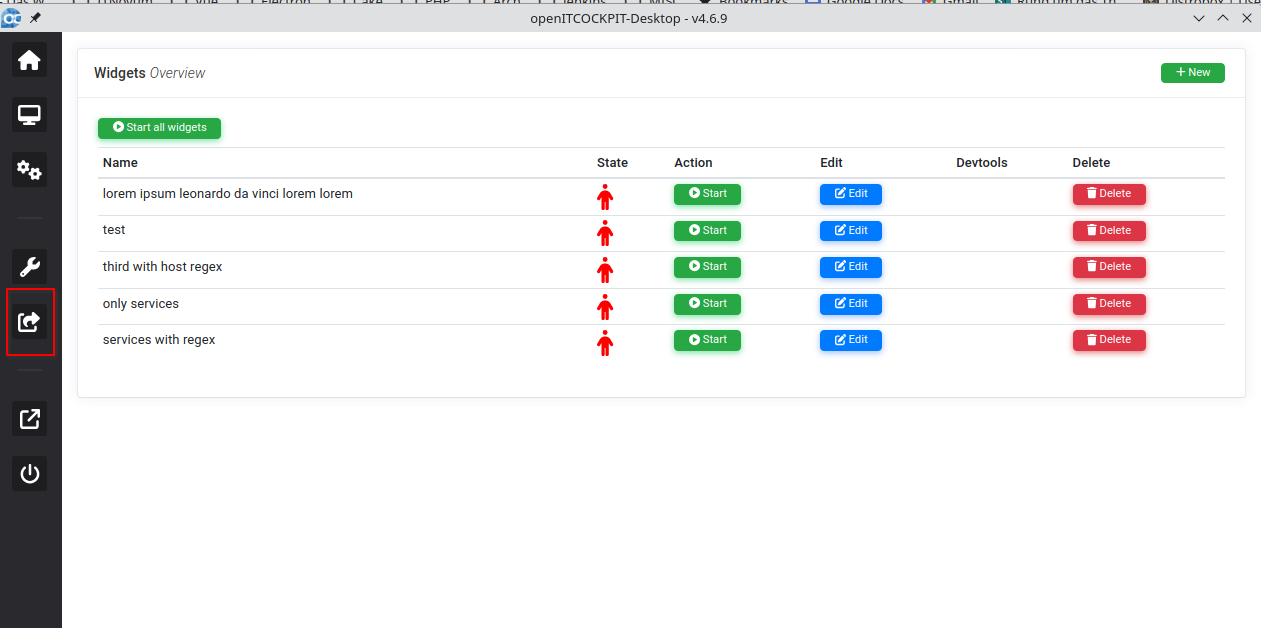 openITCOCKPIT-Desktop - v4.6.9
Widgets Overview
New
Start all widgets
Name State Action Edit Devtools Delete
lorem ipsum leonardo da vinci lorem lorem Start Edit Delete
test Start Edit Delete
third with host regex Start Edit Delete
only services Start Edit Delete
services with regex Start Edit Delete